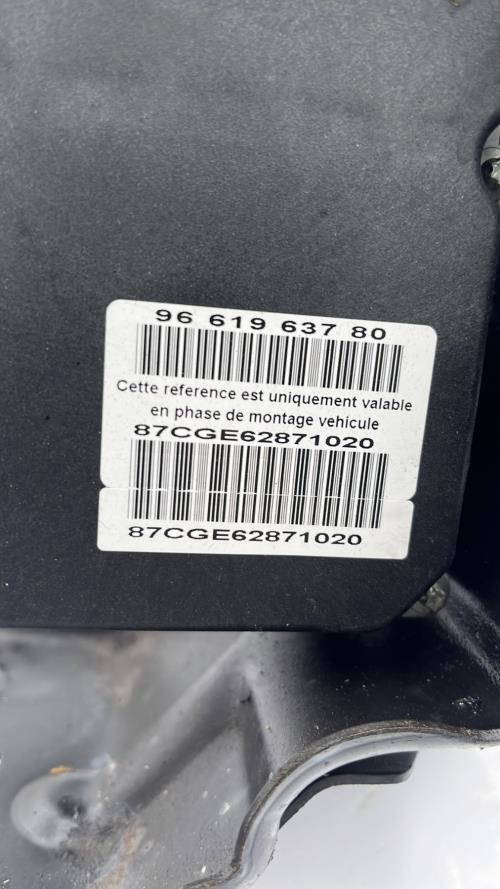 96 619 637 80
Cette reference est uniquement valable
en phase de montage vehicule
87CGE62871020
87CGE62871020